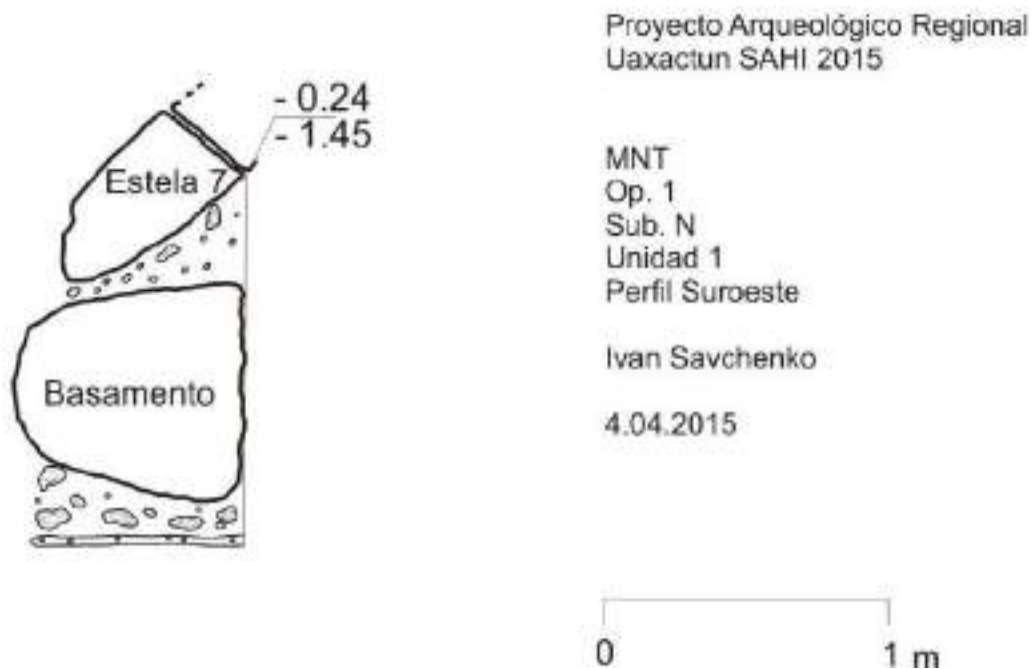 Proyecto Arqueológico Regional
Uaxactun SAHI 2015
- 0.24
- 1.45
Estela 7
Basamento
MNT
Op. 1
Sub. N
Unidad 1
Perfil Suroeste
Ivan Savchenko
4.04.2015
0 1 m